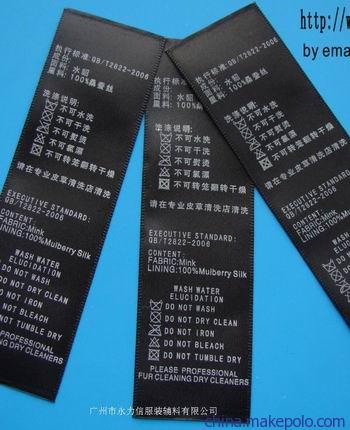 http://w
by ema
执行标准:QB/T2822-2006
成份:
面料:水貂
里料:100%桑蚕丝
洗涤说明:
不可水洗
不可干洗
不可熨烫
不可氯漂
不可转笼翻转干燥
请在专业皮草清洗店清洗
EXECUTIVE STANDARD:
QB/T2822-2006
CONTENT:
FABRIC:Mink
LINING:100%Mulberry Silk
WASH WATER
ELUCIDATION
DO NOT WASH
DO NOT DRY CLEAN
DO NOT IRON
DO NOT BLEACH
DO NOT TUMBLE DRY
PLEASE PROFESSIONAL
FUR CLEANING DRY CLEANERS
广州市永力信服装辅料有限公司
china.makepolo.com